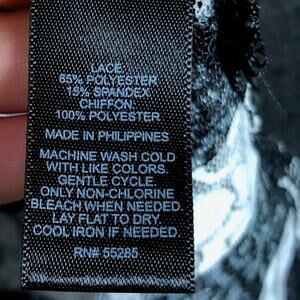 LACE:
85% POLYESTER
15% SPANDEX
CHIFFON:
100% POLYESTER
MADE IN PHILIPPINES
MACHINE WASH COLD
WITH LIKE COLORS.
GENTLE CYCLE.
ONLY NON-CHLORINE
BLEACH WHEN NEEDED.
LAY FLAT TO DRY.
COOL IRON IF NEEDED.
RN# 55285